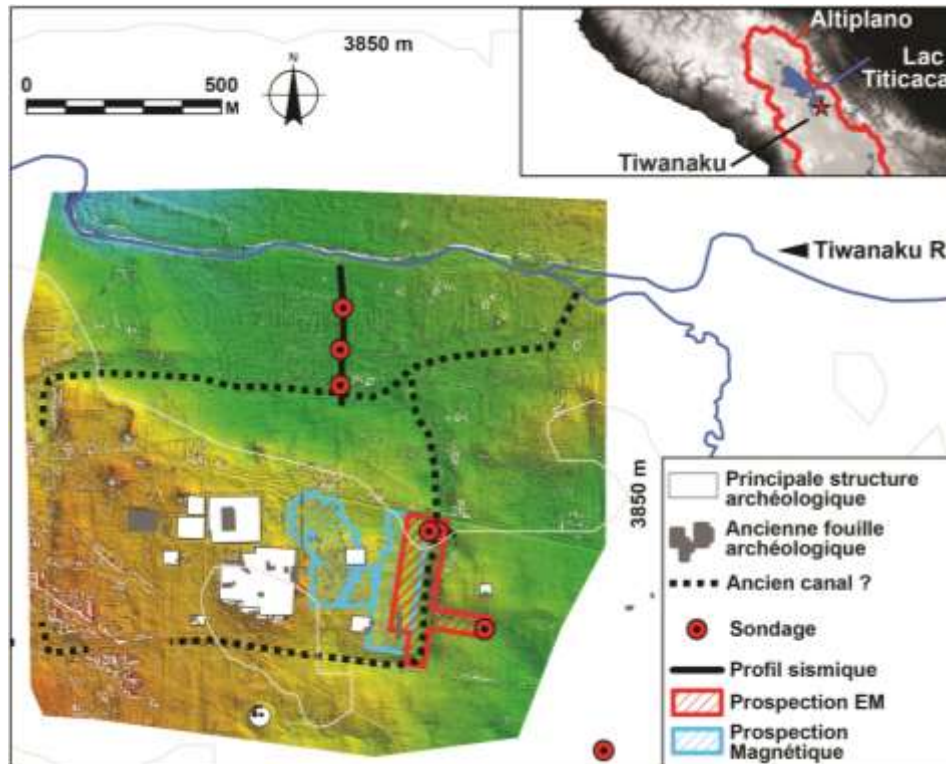 3850 m
Altiplano
Lac
Titicaca
0 500
M
N
Tiwanaku
Tiwanaku R
3850 m
Principale structure
archéologique
Ancienne fouille
archéologique
Ancien canal ?
Sondage
Profil sismique
Prospection EM
Prospection
Magnétique